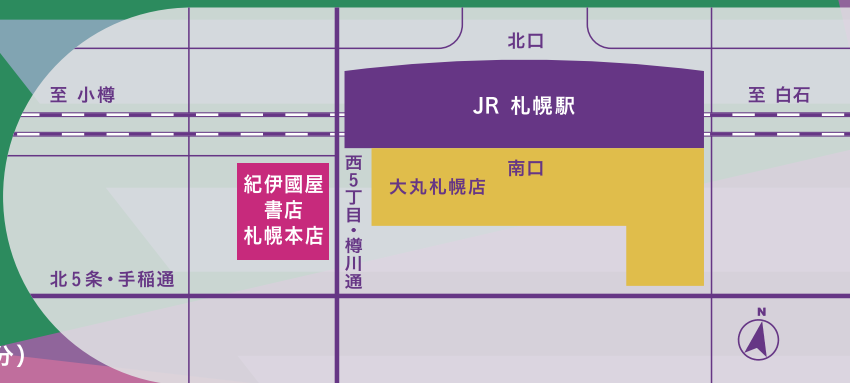 北口
至 小樽
JR 札幌駅
至 白石
南口
大丸札幌店
紀伊國屋
書店
札幌本店
西5丁目・樽川通
北5条・手稲通
N
分）